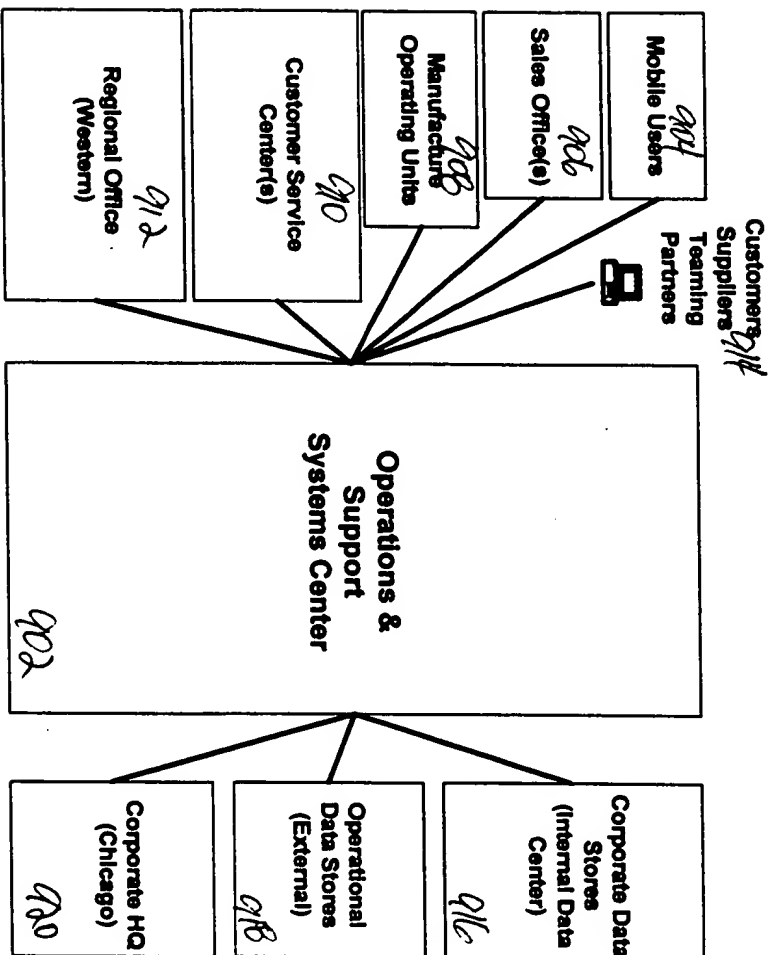 Customers
Suppliers 914
Teaming
Partners
Mobile Users
904
Sales Office(s)
906
Manufacture
Operating Units
908
Customer Service
Center(s)
910
Regional Office
(Western)
912
Operations &
Support
Systems Center
902
Corporate Data
Stores
(Internal Data
Center)
916
Operational
Data Stores
(External)
918
Corporate HQ
(Chicago)
920